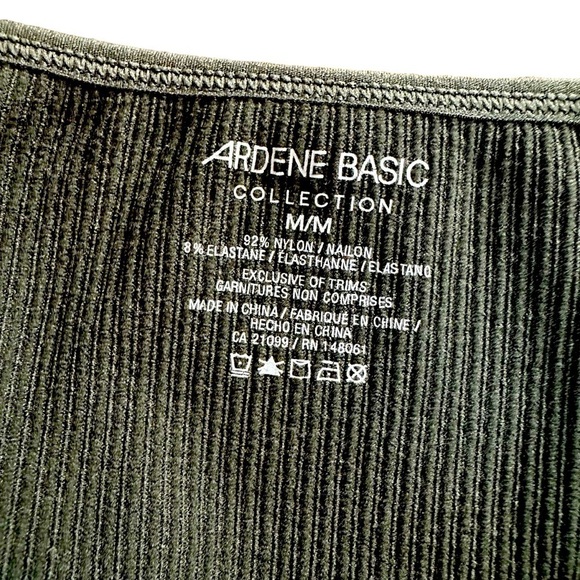 ARDENE BASIC
COLLECTION
M/M
92% NYLON / NAILON
8% ELASTANE / ÉLASTHANNE / ELASTANO
EXCLUSIVE OF TRIMS
GARNITURES NON COMPRISES
MADE IN CHINA / FABRIQUÉ EN CHINE /
HECHO EN CHINA
CA 21099 / RN 148061